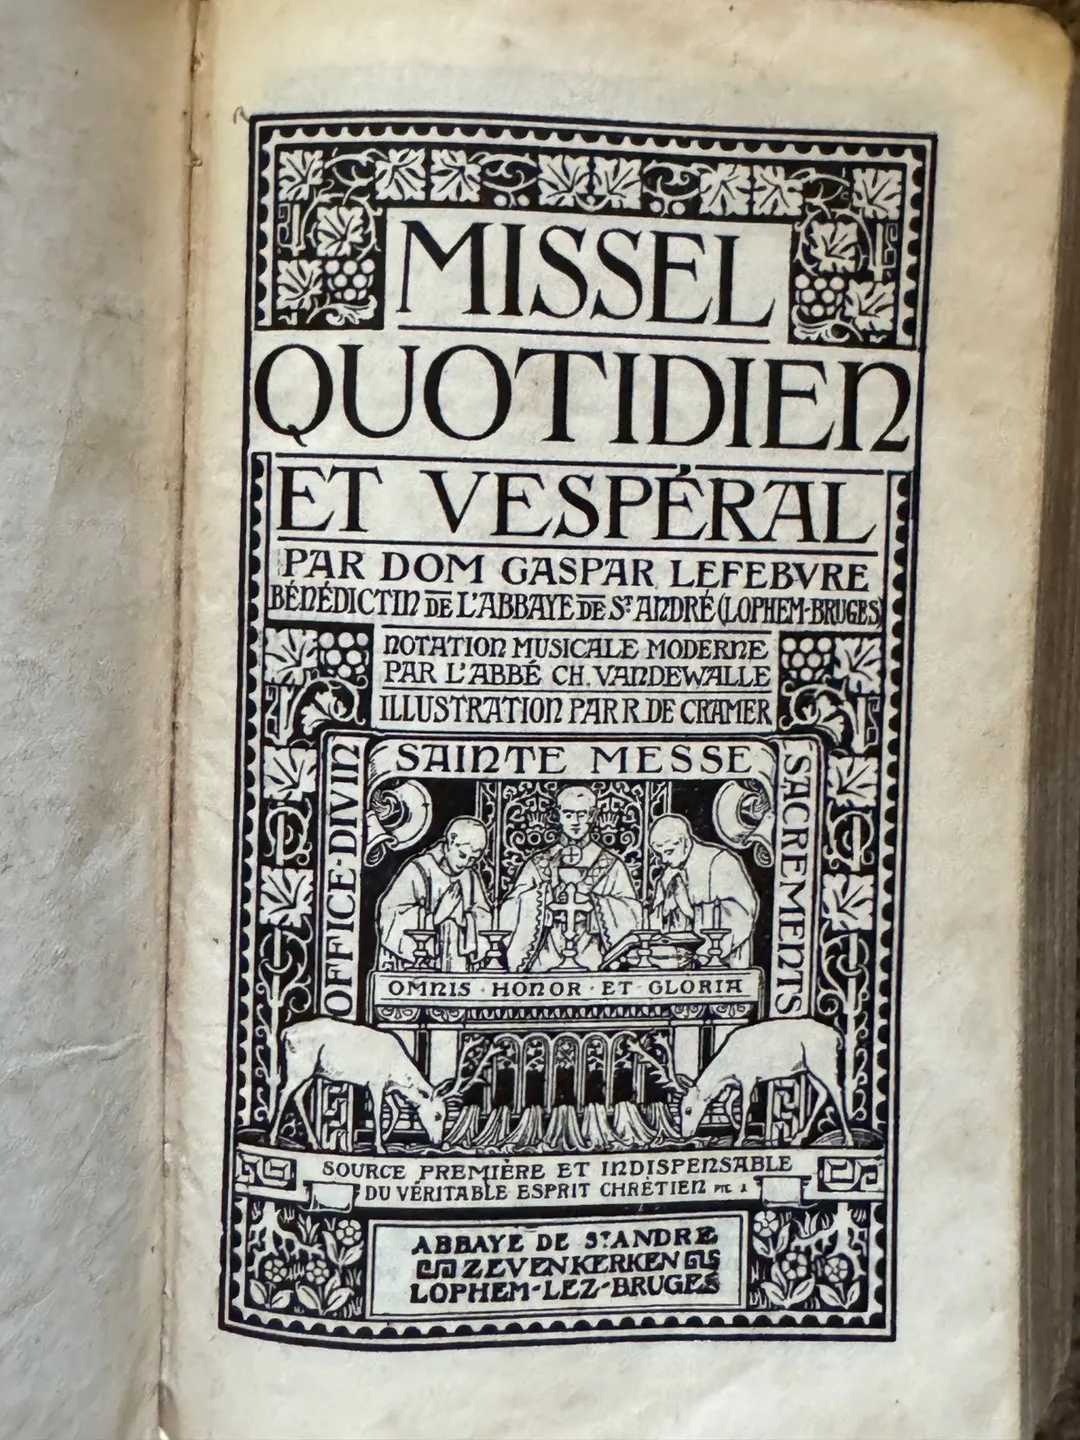 MISSEL
QUOTIDIEN
ET VESPÉRAL
PAR DOM GASPAR LEFEBVRE
BÉNÉDICTIN DE L'ABBAYE DE ST ANDRÉ (LOPHEM-BRUGES)
NOTATION MUSICALE MODERNE
PAR L'ABBÉ CH. VANDEWALLE
ILLUSTRATION PAR R. DE CRAMER
SAINTE MESSE
OFFICE·DIVIN
SACREMENTS
OMNIS · HONOR · ET · GLORIA
SOURCE PREMIÈRE ET INDISPENSABLE
DU VÉRITABLE ESPRIT CHRÉTIEN PIE X
ABBAYE DE ST ANDRÉ
ZEVENKERKEN
LOPHEM-LEZ-BRUGES